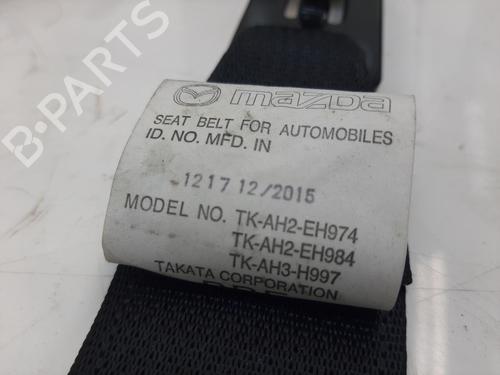 mazda
SEAT BELT FOR AUTOMOBILES
ID. NO. MFD. IN
1217 12/2015
MODEL NO. TK-AH2-EH974
TK-AH2-EH984
TK-AH3-H997
TAKATA CORPORATION